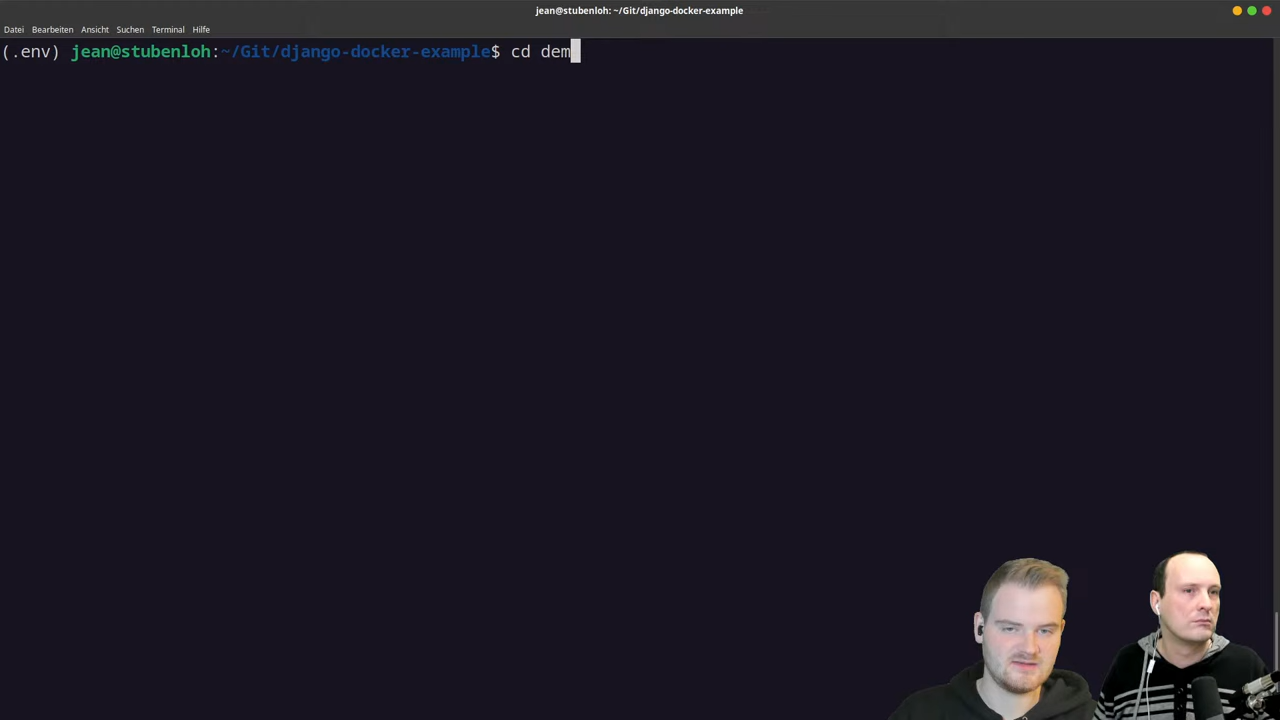 jean@stubenloh: ~/Git/django-docker-example
Datei Bearbeiten Ansicht Suchen Terminal Hilfe
(.env) jean@stubenloh:~/Git/django-docker-example$ cd dem